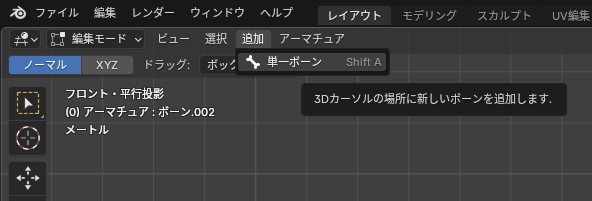 ファイル 編集 レンダー ウィンドウ ヘルプ レイアウト モデリング スカルプト UV編集
編集モード ビュー 選択 追加 アーマチュア
ノーマル XYZ ドラッグ: ボック
単一ボーン Shift A
フロント・平行投影
3Dカーソルの場所に新しいボーンを追加します.
(0) アーマチュア : ボーン.002
メートル